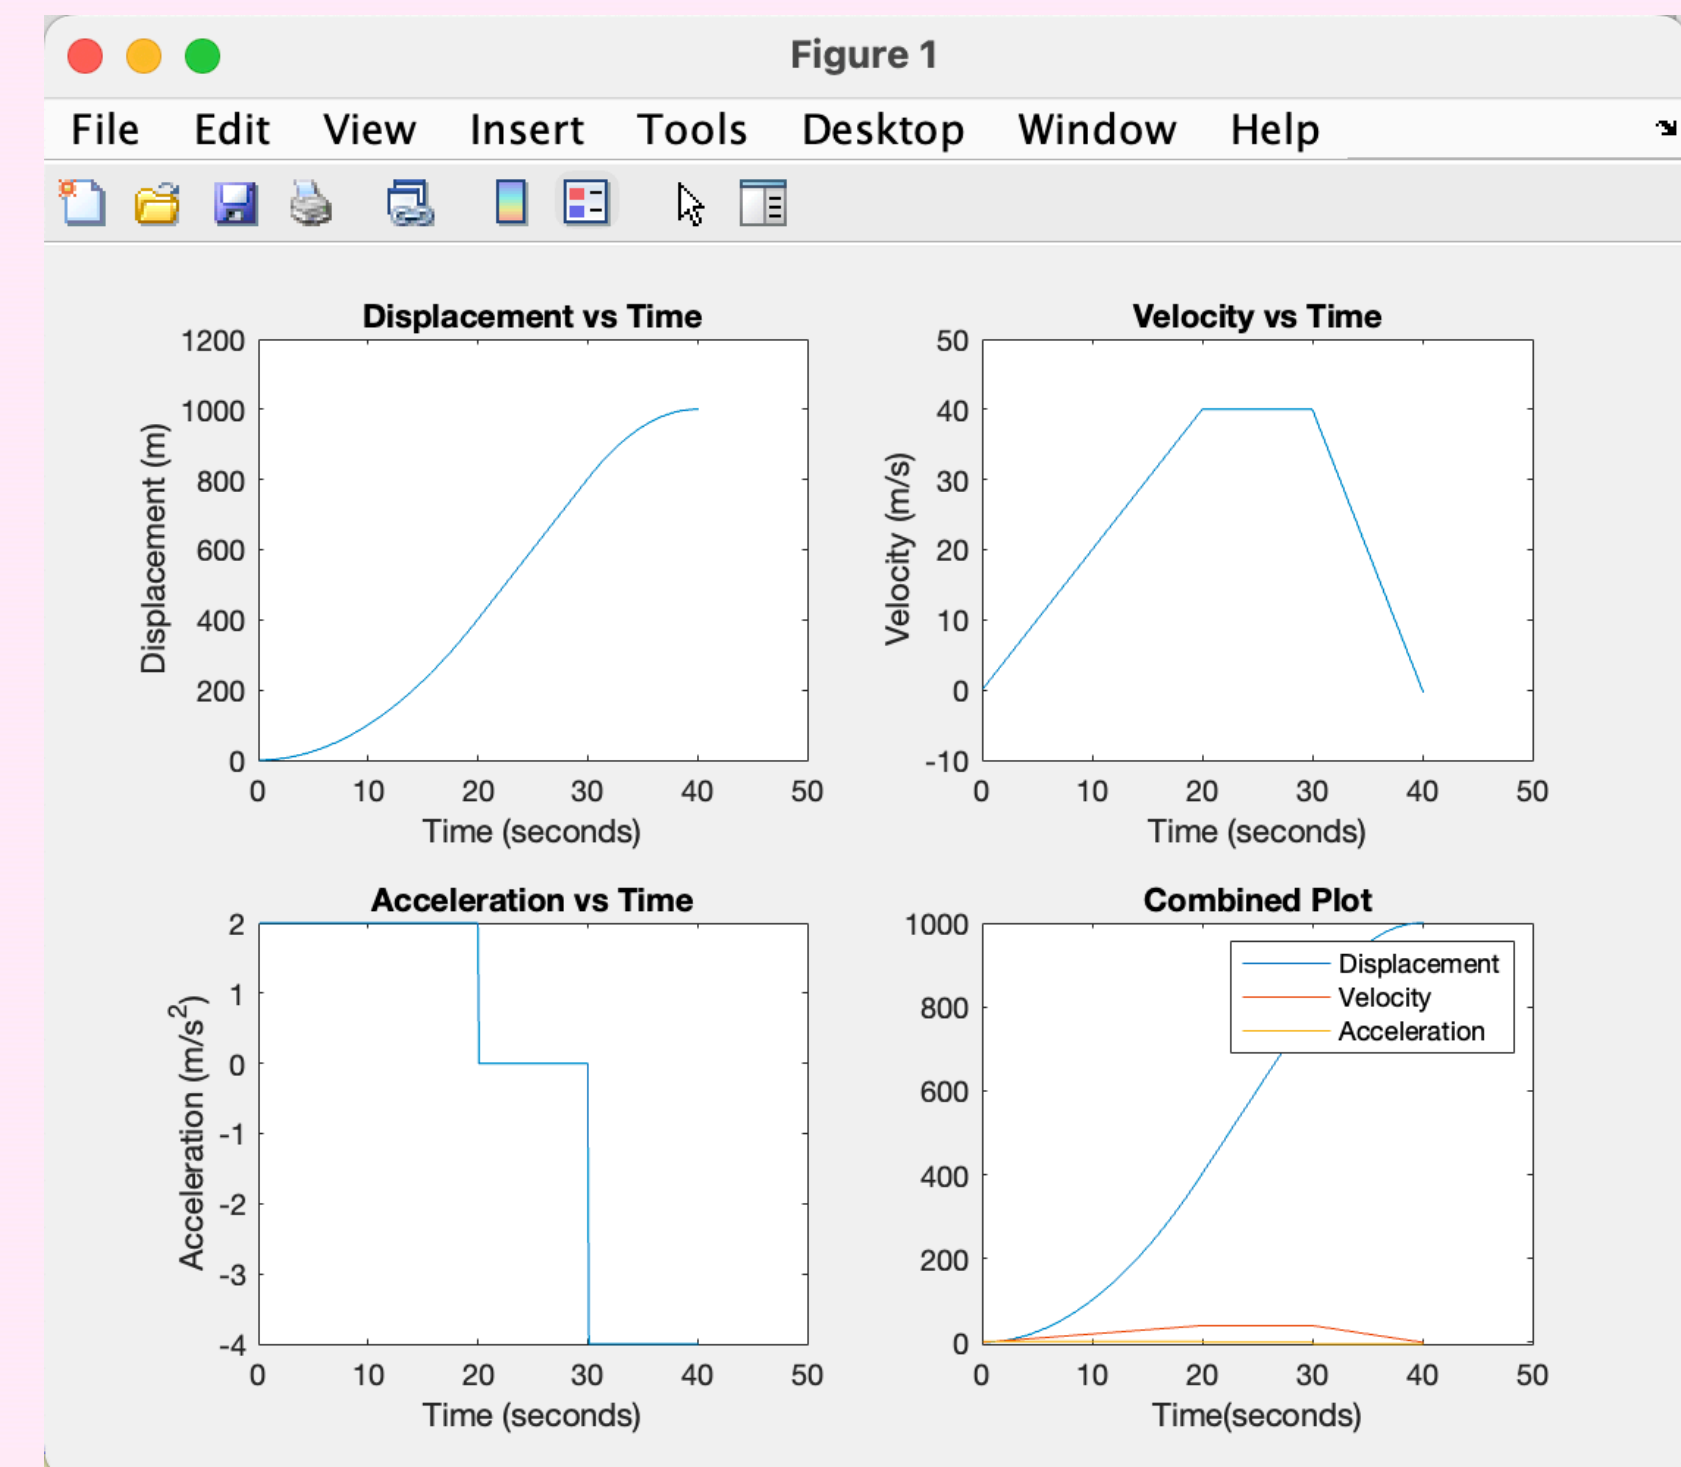 Figure 1
File Edit View Insert Tools Desktop Window Help
Displacement vs Time
1200
1000
800
600
400
200
0
Displacement (m)
0 10 20 30 40 50
Time (seconds)
Velocity vs Time
50
40
30
20
10
0
-10
Velocity (m/s)
0 10 20 30 40 50
Time (seconds)
Acceleration vs Time
2
1
0
-1
-2
-3
-4
Acceleration (m/s²)
0 10 20 30 40 50
Time (seconds)
Combined Plot
1000
800
600
400
200
0
Displacement
Velocity
Acceleration
0 10 20 30 40 50
Time(seconds)